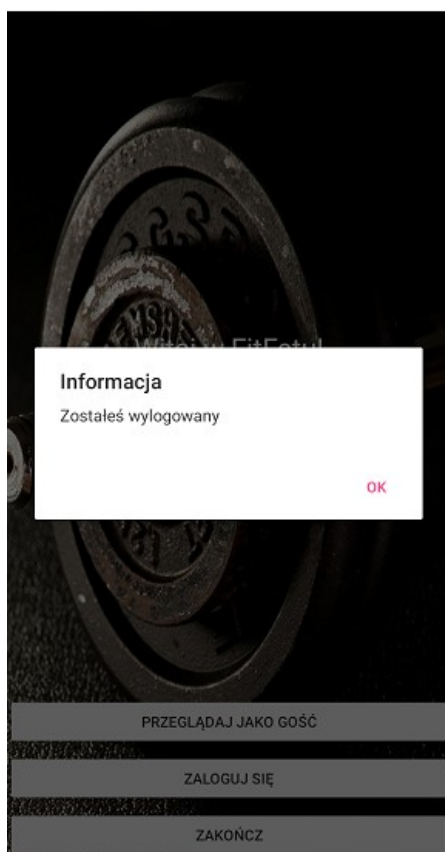 Informacja
Zostałeś wylogowany
OK
PRZEGLĄDAJ JAKO GOŚĆ
ZALOGUJ SIĘ
ZAKOŃCZ